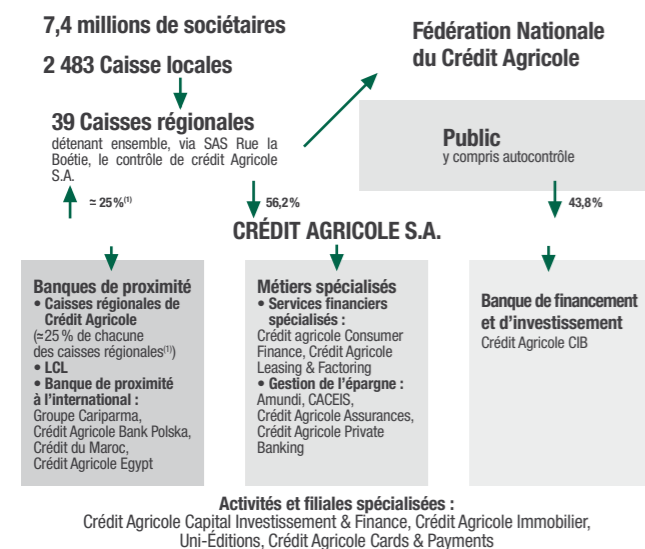 7,4 millions de sociétaires
2 483 Caisse locales
Fédération Nationale
du Crédit Agricole
39 Caisses régionales
détenant ensemble, via SAS Rue la
Boétie, le contrôle de crédit Agricole
S.A.
Public
y compris autocontrôle
≃ 25%(1)
56,2%
43,8%
CRÉDIT AGRICOLE S.A.
Banques de proximité
• Caisses régionales de
Crédit Agricole
(≃25 % de chacune
des caisses régionales(1))
• LCL
• Banque de proximité
à l'international :
Groupe Cariparma,
Crédit Agricole Bank Polska,
Crédit du Maroc,
Crédit Agricole Egypt
Métiers spécialisés
• Services financiers
spécialisés :
Crédit agricole Consumer
Finance, Crédit Agricole
Leasing & Factoring
• Gestion de l'épargne :
Amundi, CACEIS,
Crédit Agricole Assurances,
Crédit Agricole Private
Banking
Banque de financement
et d'investissement
Crédit Agricole CIB
Activités et filiales spécialisées :
Crédit Agricole Capital Investissement & Finance, Crédit Agricole Immobilier,
Uni-Éditions, Crédit Agricole Cards & Payments